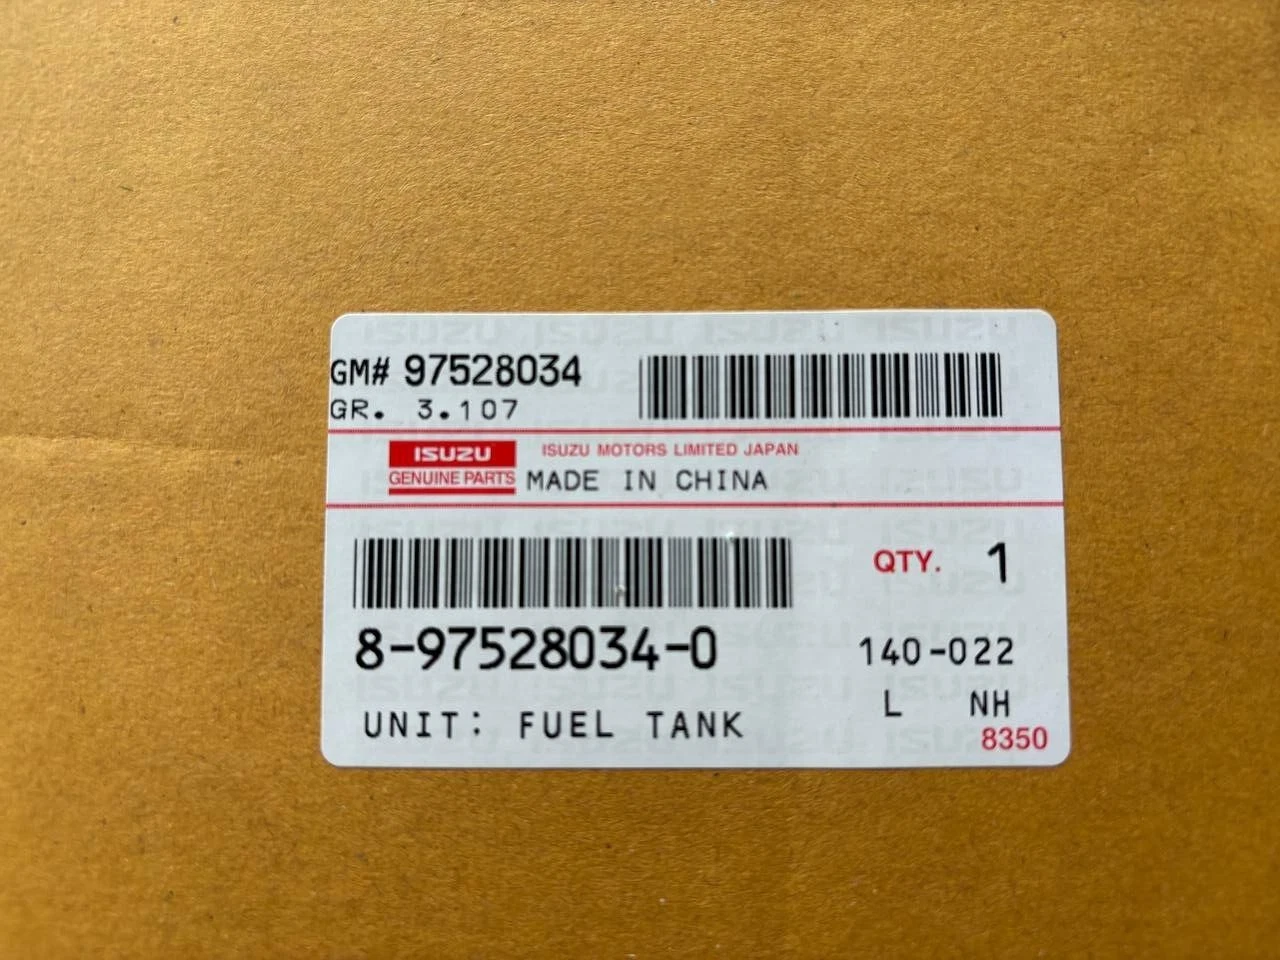 GM# 97528034
GR. 3.107
ISUZU
GENUINE PARTS
ISUZU MOTORS LIMITED JAPAN
MADE IN CHINA
QTY. 1
8-97528034-0
140-022
UNIT: FUEL TANK
L NH
8350